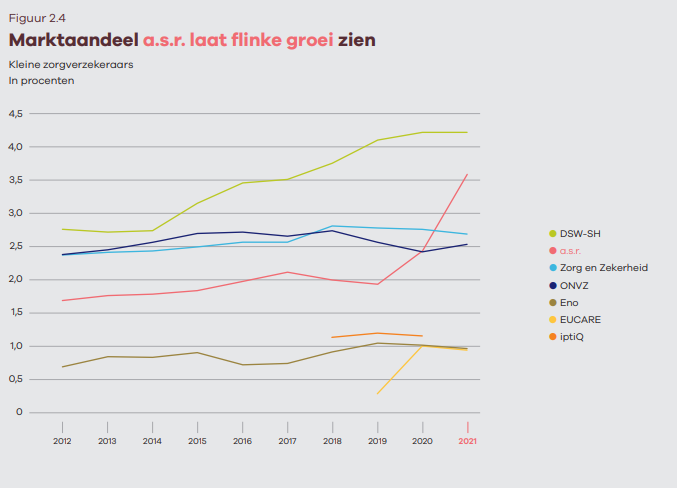 Figuur 2.4
Marktaandeel a.s.r. laat flinke groei zien
Kleine zorgverzekeraars
In procenten
4,5
4,0
3,5
3,0
2,5
2,0
1,5
1,0
0,5
0
2012 2013 2014 2015 2016 2017 2018 2019 2020 2021
DSW-SH
a.s.r.
Zorg en Zekerheid
ONVZ
Eno
EUCARE
iptiQ